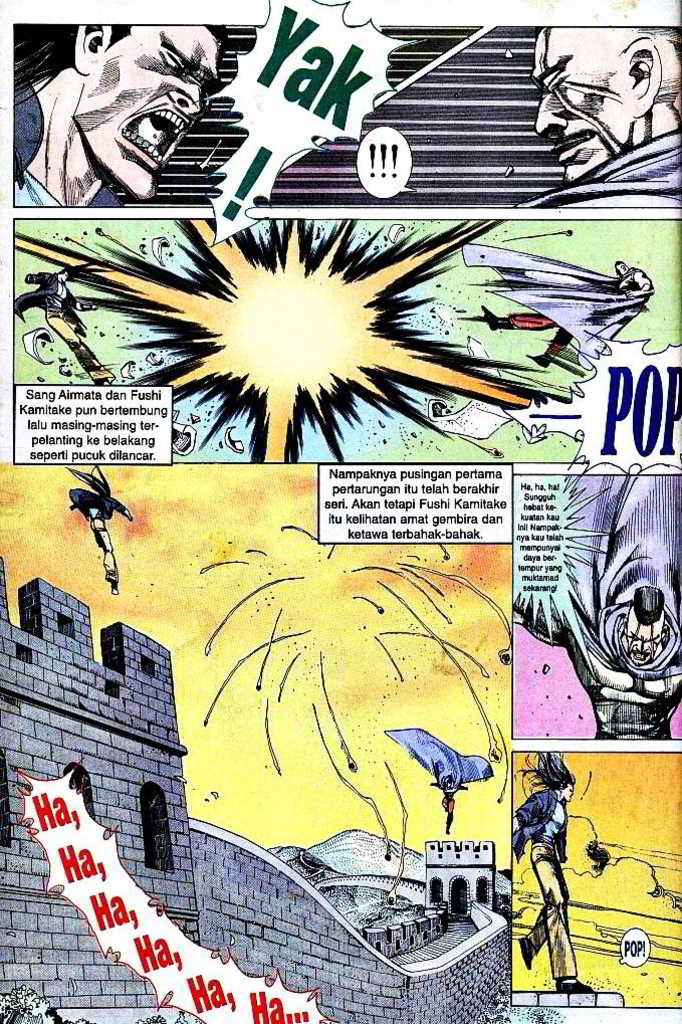 Yak
!
!!!
Sang Airmata dan Fushi
Kamitake pun bertembung
lalu masing-masing ter-
pelanting ke belakang
seperti pucuk dilancar.
POP
Nampaknya pusingan pertama
pertarungan itu telah berakhir
seri. Akan tetapi Fushi Kamitake
itu kelihatan amat gembira dan
ketawa terbahak-bahak.
Ha, ha, ha!
Sungguh
hebat ke-
kuatan kau
ini! Nampak-
nya kau telah
mempunyai
daya ber-
tempur yang
muktamad
sekarang!
Ha,
Ha,
Ha,
Ha,
Ha,
Ha...
POP!